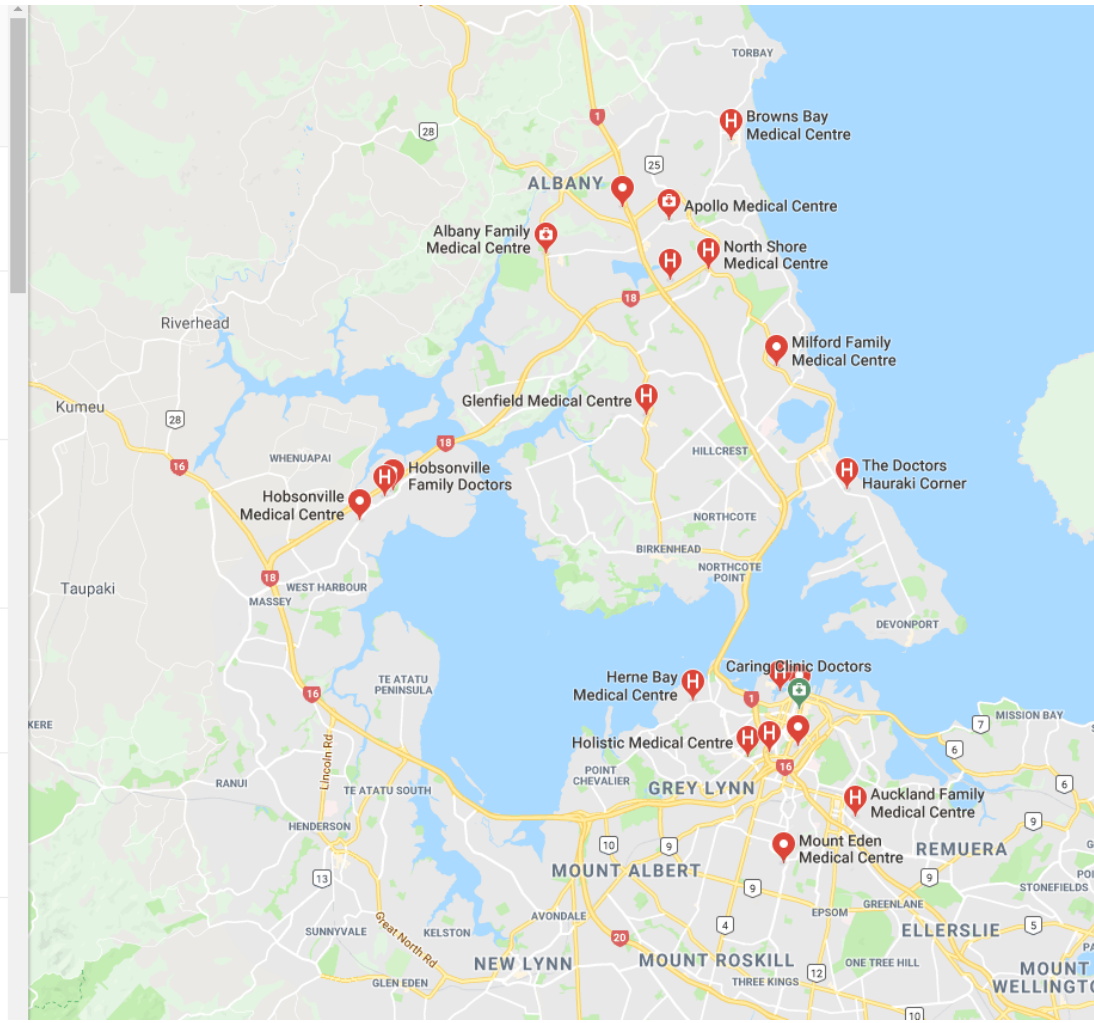 TORBAY
Browns Bay
Medical Centre
1
28
25
ALBANY
Apollo Medical Centre
Albany Family
Medical Centre
North Shore
Medical Centre
18
Riverhead
Milford Family
Medical Centre
Glenfield Medical Centre
Kumeu
28
18
HILLCREST
16
WHENUAPAI
Hobsonville
Family Doctors
The Doctors
Hauraki Corner
Hobsonville
Medical Centre
NORTHCOTE
BIRKENHEAD
NORTHCOTE
POINT
18
Taupaki
WEST HARBOUR
MASSEY
DEVONPORT
Caring Clinic Doctors
TE ATATU
PENINSULA
Herne Bay
Medical Centre
16
1
MISSION BAY
7
KERE
Holistic Medical Centre
6
Lincoln Rd
16
POINT
CHEVALIER
RANUI
GREY LYNN
6
TE ATATU SOUTH
Auckland Family
Medical Centre
HENDERSON
9
10
9
Mount Eden
Medical Centre
REMUERA
MOUNT ALBERT
13
9
9
STONEFIELDS
GREENLANE
EPSOM
AVONDALE
Great North Rd
SUNNYVALE
KELSTON
4
ELLERSLIE
5
20
NEW LYNN
MOUNT ROSKILL
ONE TREE HILL
12
MOUNT
WELLINGTO
GLEN EDEN
THREE KINGS
10